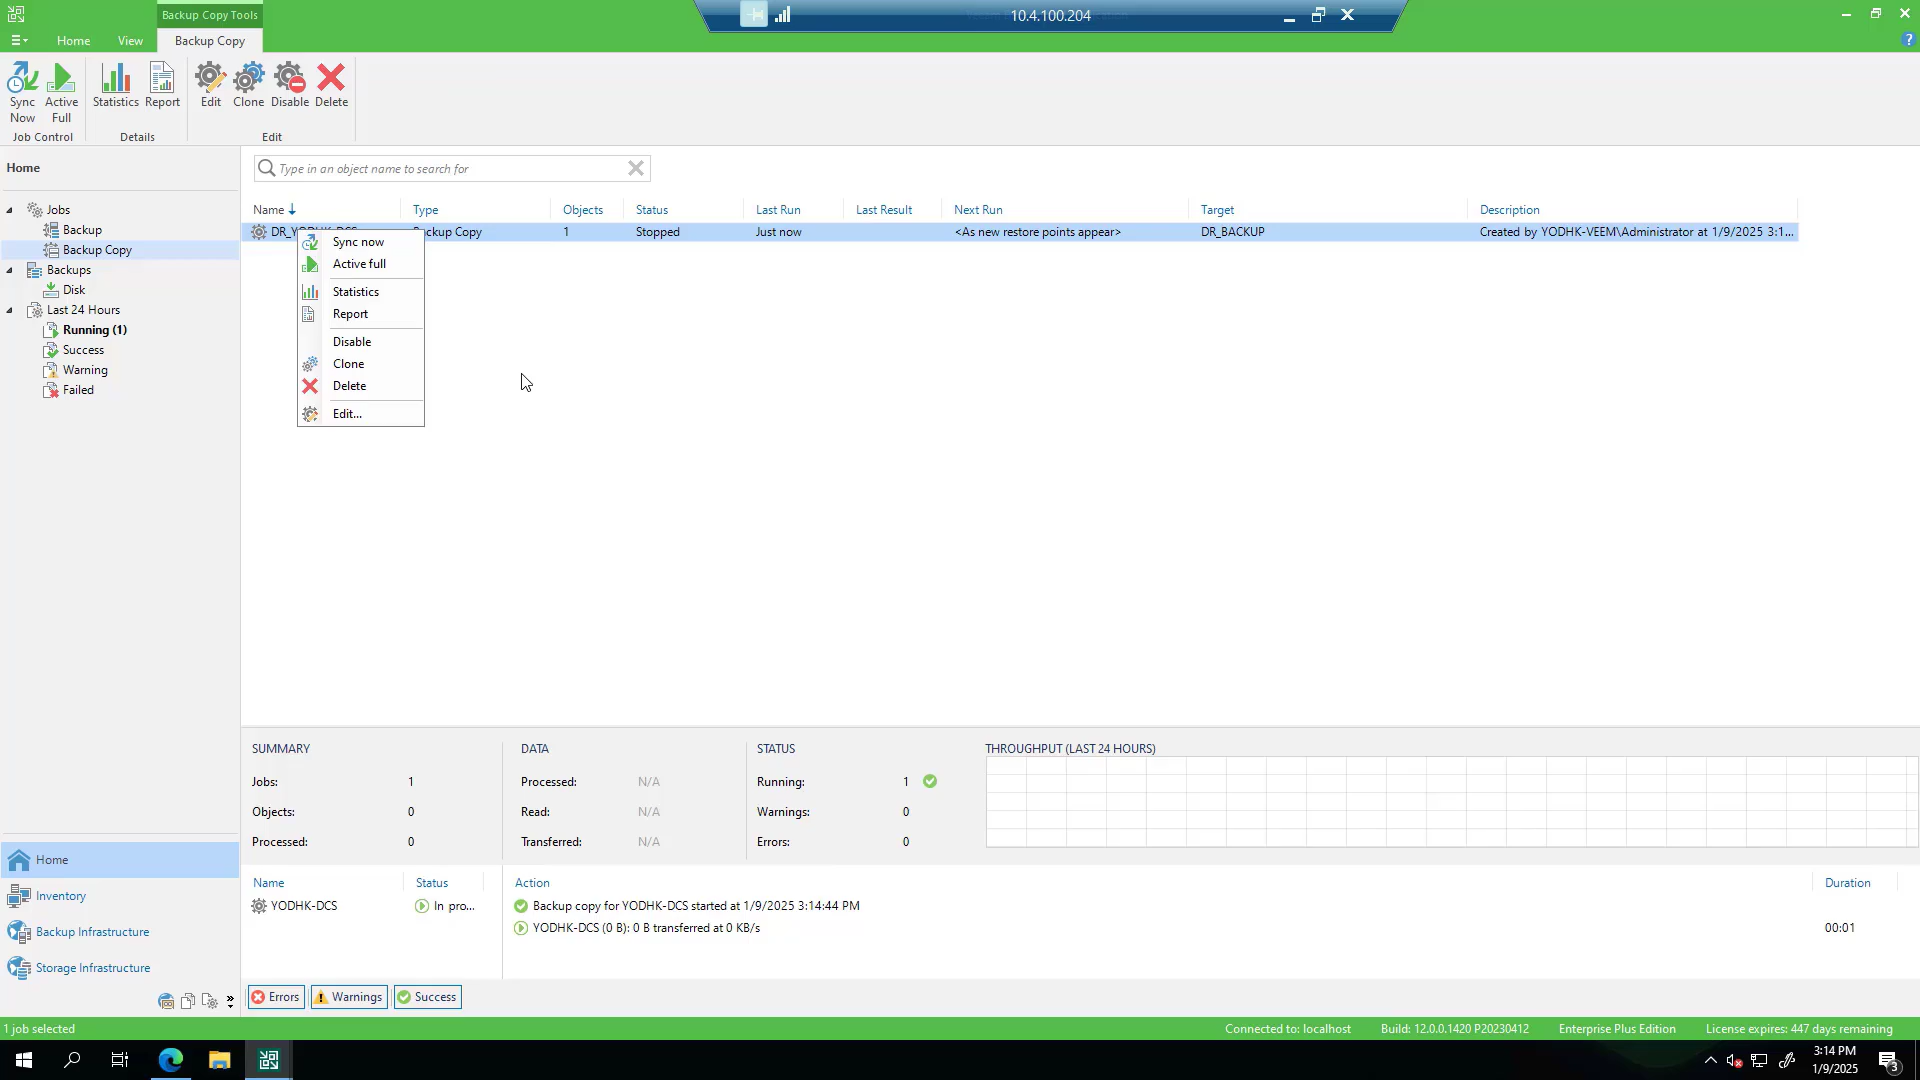 Backup Copy Tools
10.4.100.204
Home
View
Backup Copy
Sync Now
Active Full
Statistics
Report
Edit
Clone
Disable
Delete
Job Control
Details
Edit
Home
Type in an object name to search for
Jobs
Backup
Backup Copy
Backups
Disk
Last 24 Hours
Running (1)
Success
Warning
Failed
Name Type Objects Status Last Run Last Result Next Run Target Description
Backup Copy 1 Stopped Just now <As new restore points appear> DR_BACKUP Created by YODHK-VEEM\Administrator at 1/9/2025 3:1...
Sync now
Active full
Statistics
Report
Disable
Clone
Delete
Edit...
SUMMARY
Jobs: 1
Objects: 0
Processed: 0
DATA
Processed: N/A
Read: N/A
Transferred: N/A
STATUS
Running: 1
Warnings: 0
Errors: 0
THROUGHPUT (LAST 24 HOURS)
Name Status Action Duration
YODHK-DCS In pro... Backup copy for YODHK-DCS started at 1/9/2025 3:14:44 PM
YODHK-DCS (0 B): 0 B transferred at 0 KB/s 00:01
Errors
Warnings
Success
Home
Inventory
Backup Infrastructure
Storage Infrastructure
1 job selected
Connected to: localhost
Build: 12.0.0.1420 P20230412
Enterprise Plus Edition
License expires: 447 days remaining
3:14 PM
1/9/2025
3